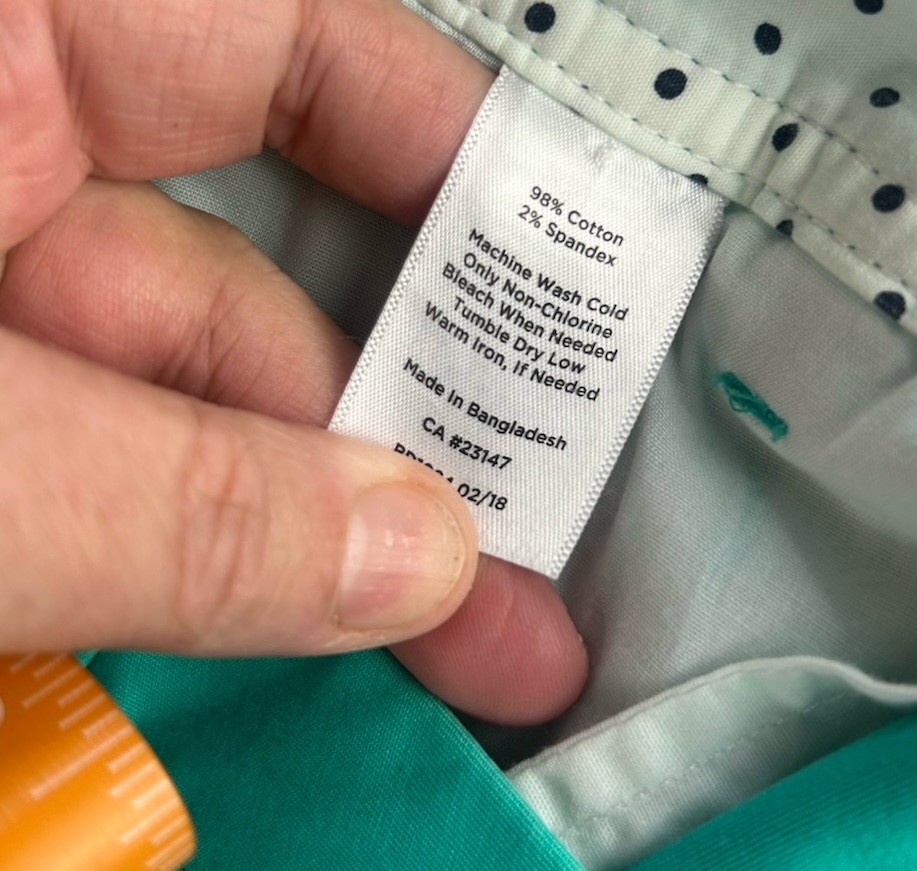 98% Cotton
2% Spandex
Machine Wash Cold
Only Non-Chlorine
Bleach When Needed
Tumble Dry Low
Warm Iron, If Needed
Made In Bangladesh
CA #23147
02/18